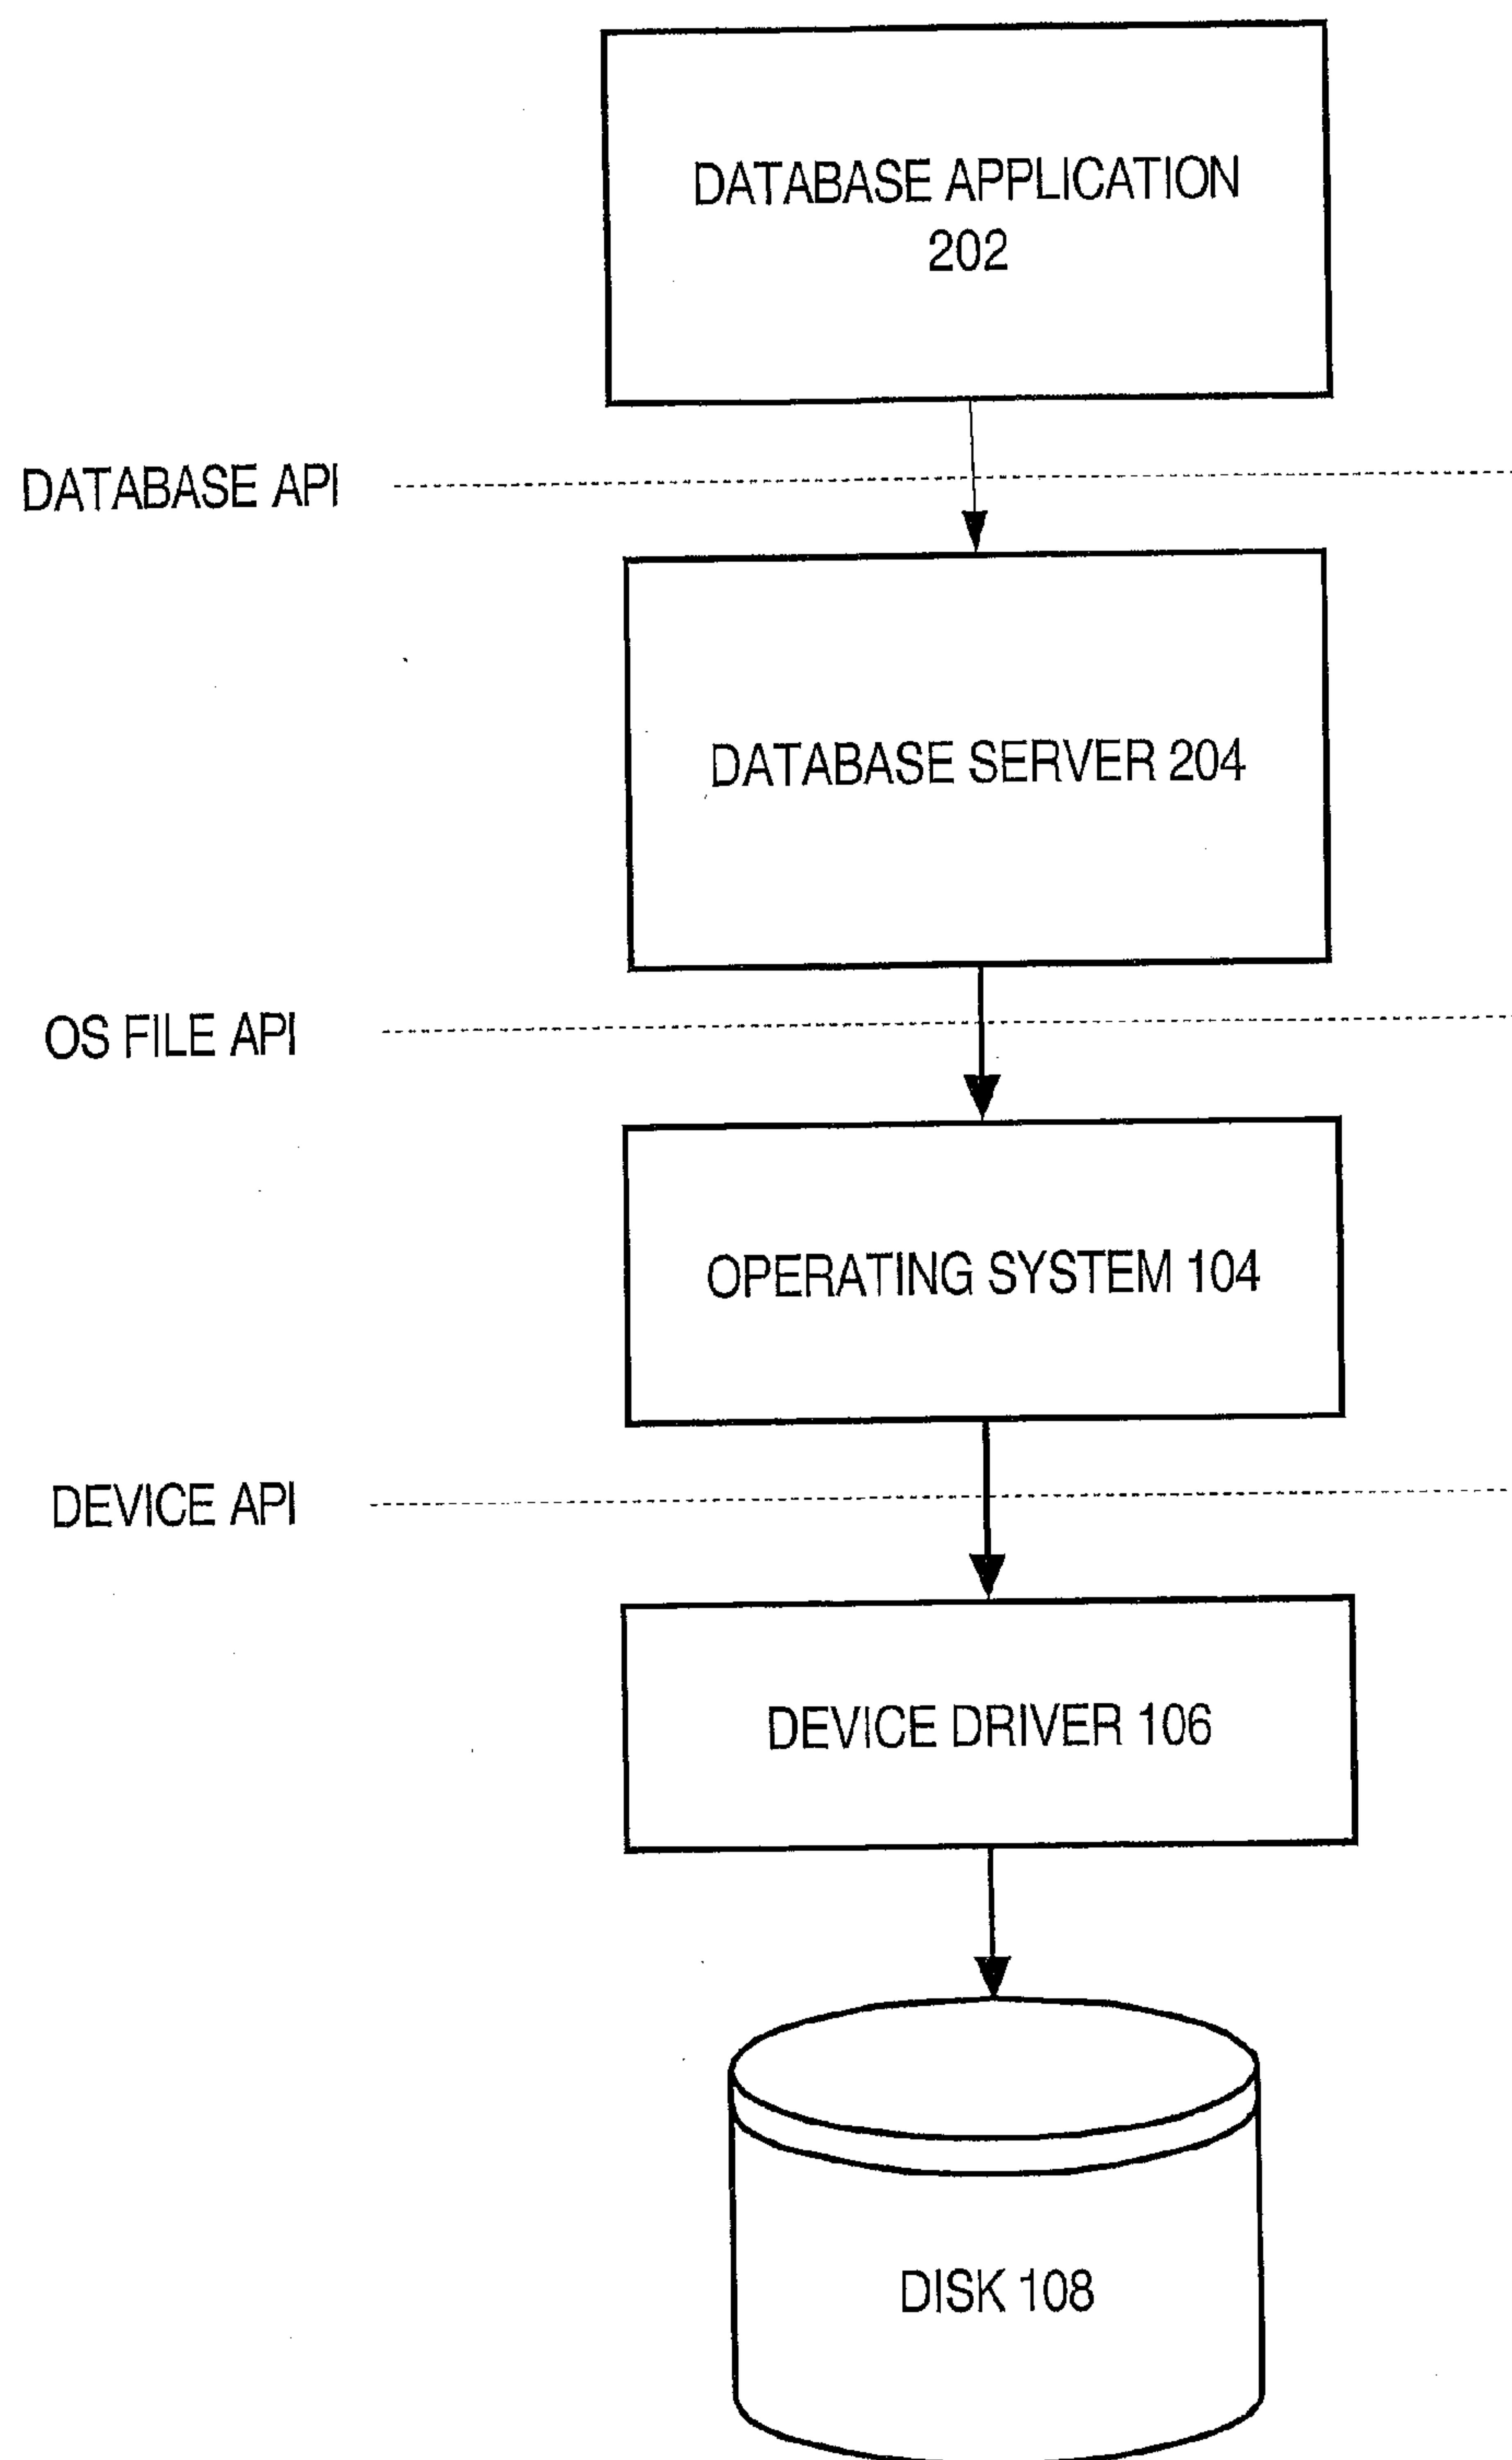 DATABASE APPLICATION
202
DATABASE API
DATABASE SERVER 204
OS FILE API
OPERATING SYSTEM 104
DEVICE API
DEVICE DRIVER 106
DISK 108